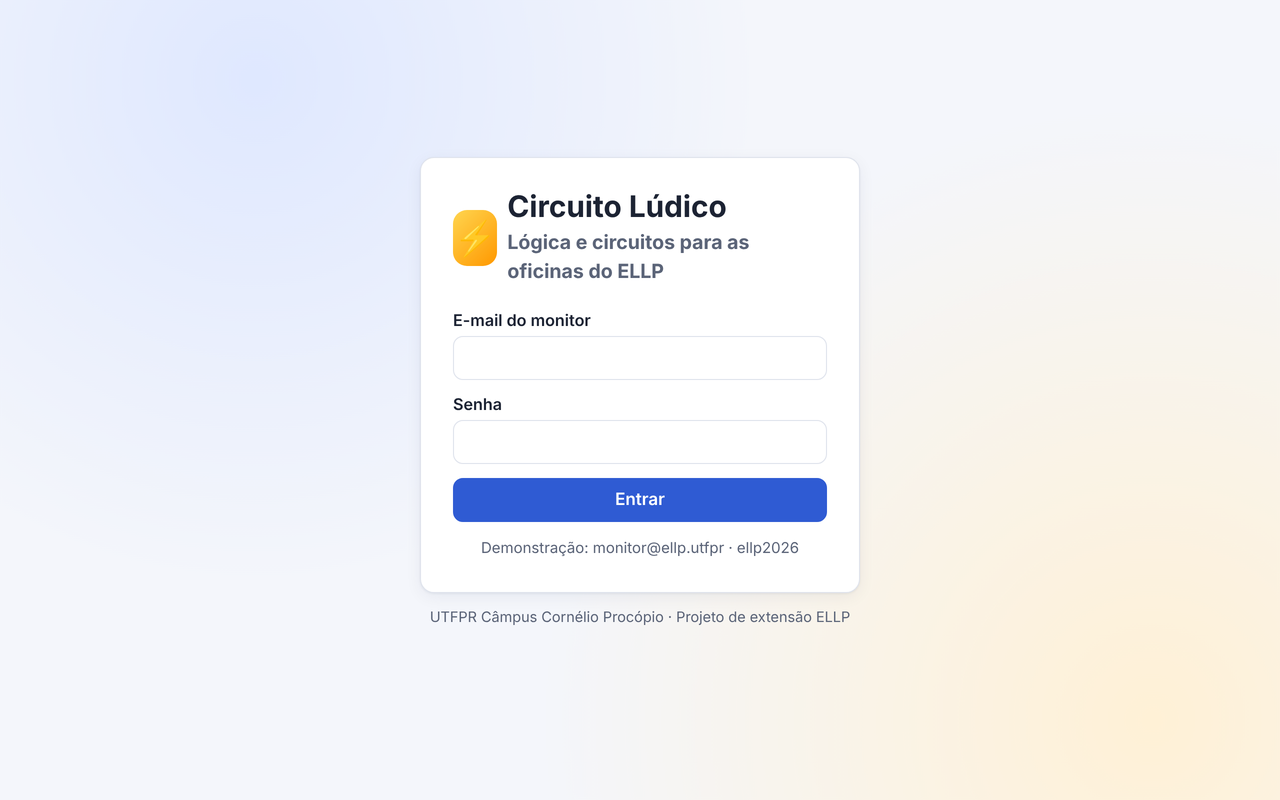 Circuito Lúdico
Lógica e circuitos para as
oficinas do ELLP
E-mail do monitor
Senha
Entrar
Demonstração: monitor@ellp.utfpr · ellp2026
UTFPR Câmpus Cornélio Procópio · Projeto de extensão ELLP